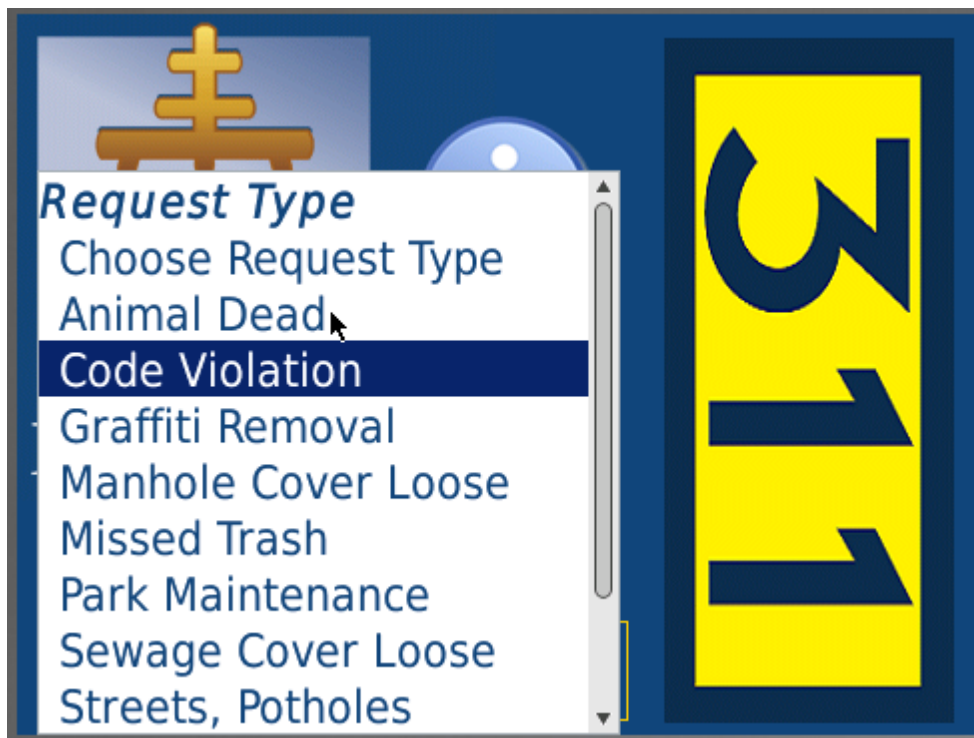 Request Type
Choose Request Type
Animal Dead
Code Violation
Graffiti Removal
Manhole Cover Loose
Missed Trash
Park Maintenance
Sewage Cover Loose
Streets, Potholes
311